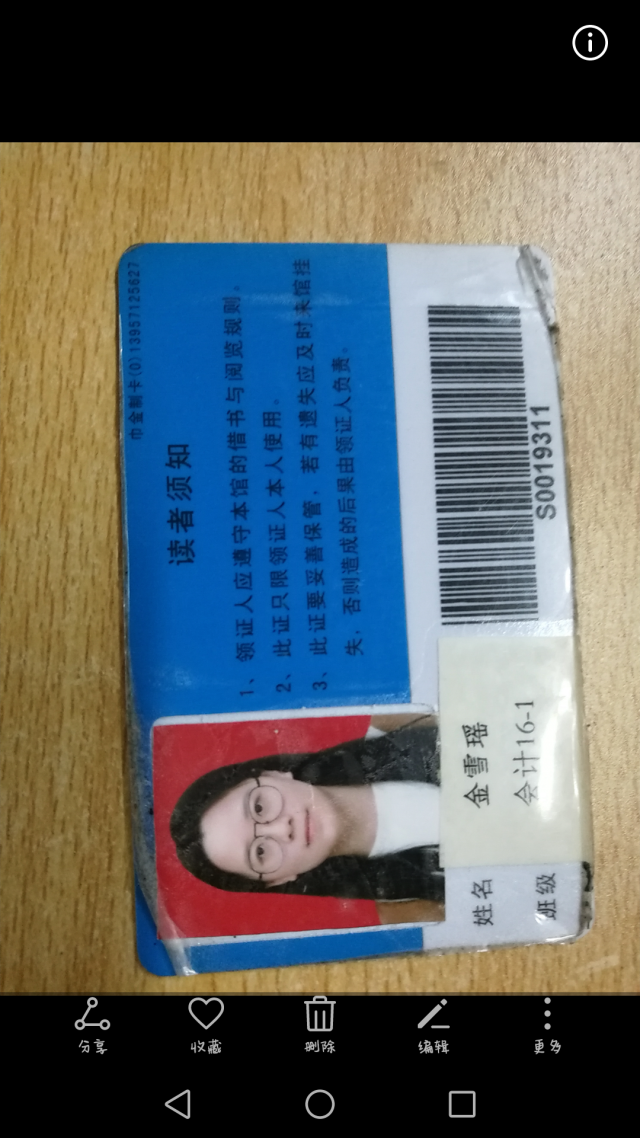 巾金制卡(0)13957125627
读者须知
1、领证人应遵守本馆的借书与阅览规则。
2、此证只限领证人本人使用。
3、此证要妥善保管，若有遗失应及时来馆挂
失，否则造成的后果由领证人负责。
S0019311
姓名 金雪瑶
班级 会计16-1
分享
收藏
删除
编辑
更多